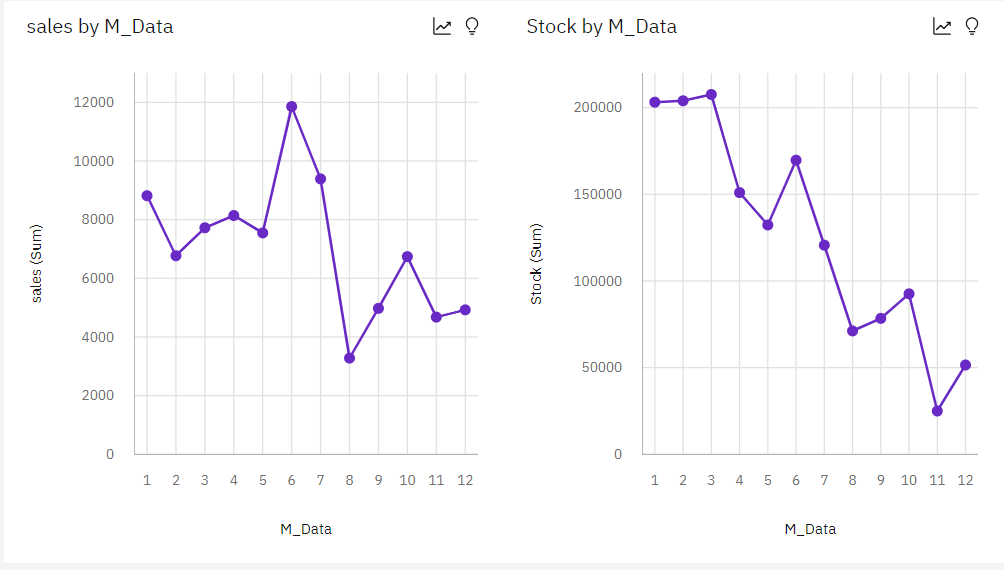 sales by M_Data
12000
10000
8000
6000
4000
2000
0
sales (Sum)
1 2 3 4 5 6 7 8 9 10 11 12
M_Data
Stock by M_Data
200000
150000
100000
50000
0
Stock (Sum)
1 2 3 4 5 6 7 8 9 10 11 12
M_Data